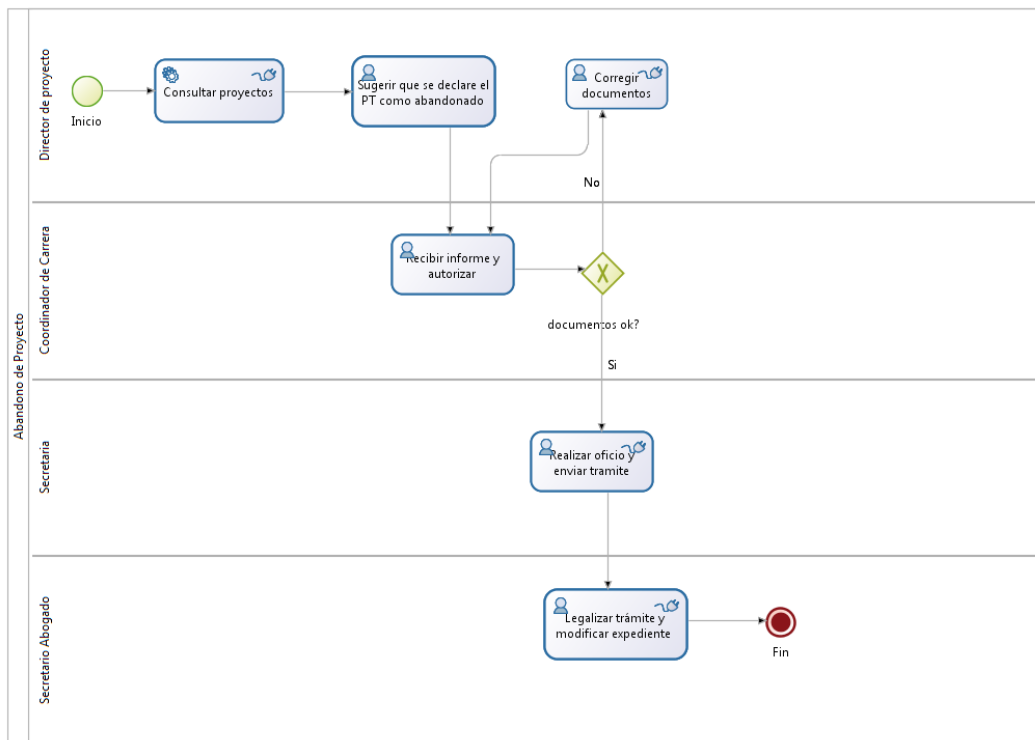 Abandono de Proyecto
Director de proyecto
Inicio
Consultar proyectos
Sugerir que se declare el
PT como abandonado
Corregir
documentos
No
Coordinador de Carrera
Recibir informe y
autorizar
documentos ok?
Si
Secretaria
Realizar oficio y
enviar tramite
Secretario Abogado
Legalizar trámite y
modificar expediente
Fin